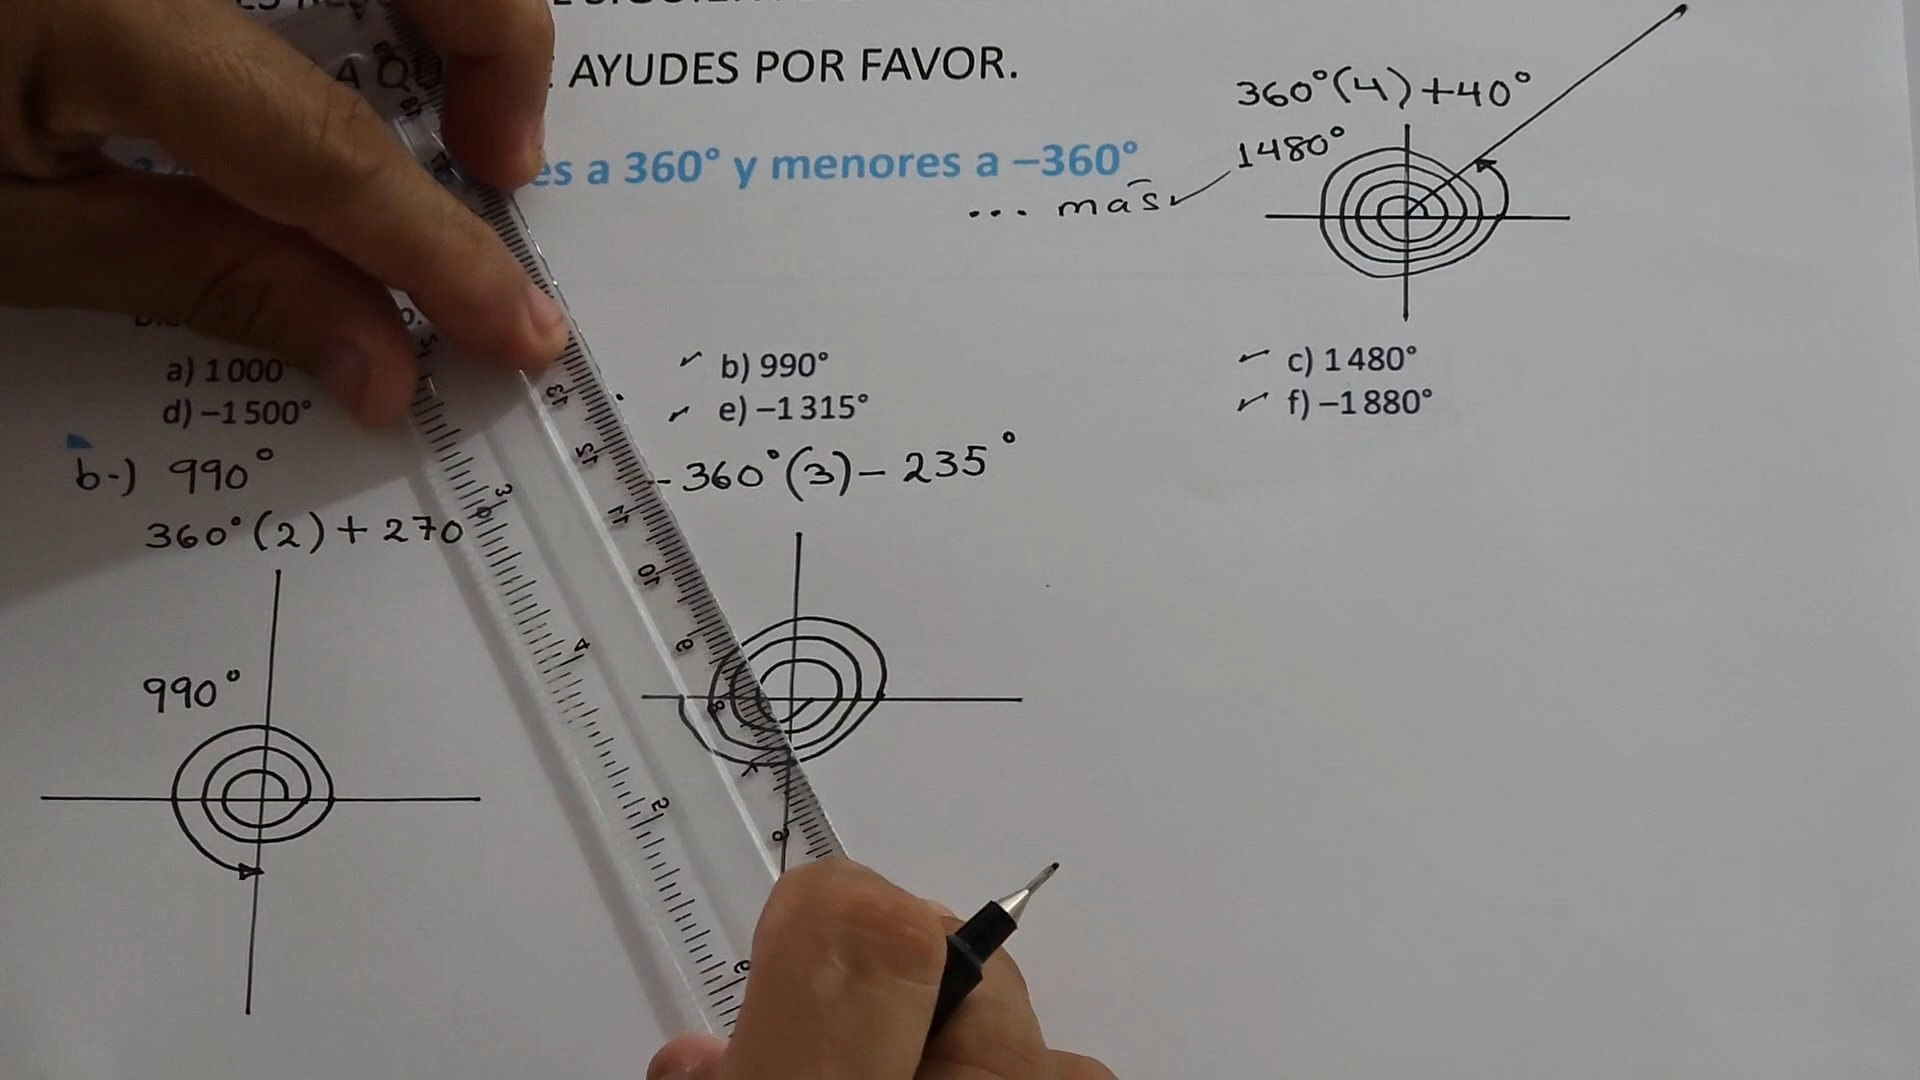 AYUDES POR FAVOR.
360°(4)+40°
es a 360° y menores a –360°
1480°
... mas
a) 1000°
b) 990°
c) 1480°
d) –1500°
e) –1315°
f) –1880°
b-) 990°
-360°(3)-235°
360°(2)+270
990°